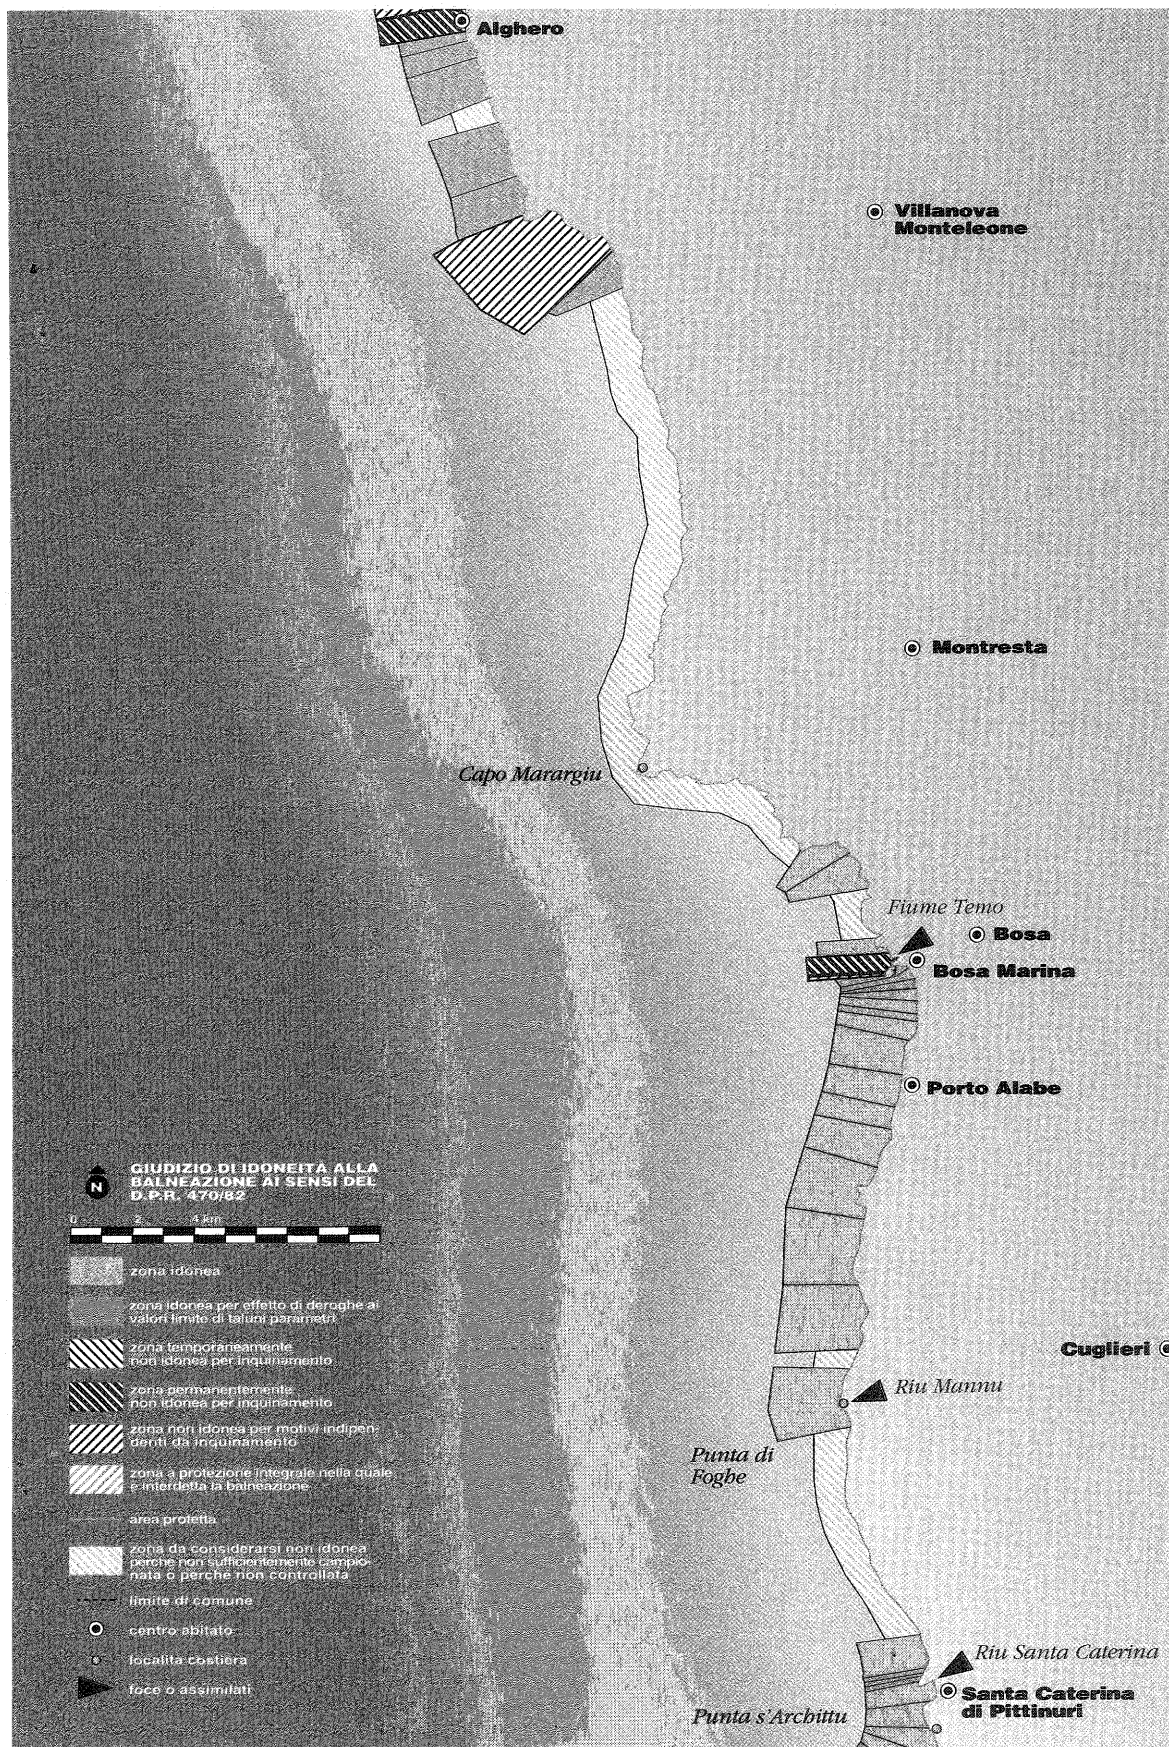 Alghero
Villanova
Monteleone
Montresta
Capo Marargiu
Fiume Temo
Bosa
Bosa Marina
Porto Alabe
Cuglieri
Riu Mannu
Punta di
Foghe
Riu Santa Caterina
Santa Caterina
di Pittinuri
Punta s'Archittu
N
GIUDIZIO DI IDONEITA ALLA
BALNEAZIONE AI SENSI DEL
D.P.R. 470/82
0 2 4 km
zona idonea
zona idonea per effetto di deroghe ai
valori limite di taluni parametri
zona temporaneamente
non idonea per inquinamento
zona permanentemente
non idonea per inquinamento
zona non idonea per motivi indipen-
denti da inquinamento
zona a protezione integrale nella quale
e interdetta la balneazione
area protetta
zona da considerarsi non idonea
perche non sufficientemente campio-
nata o perche non controllata
limite di comune
centro abitato
localita costiera
foce o assimilati